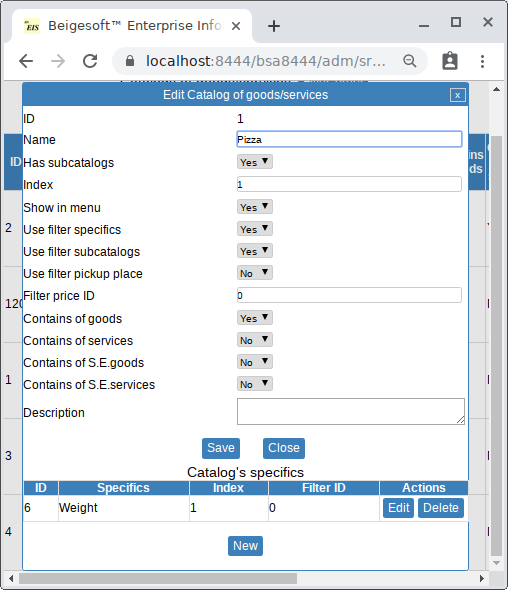 Beigesoft™ Enterprise Info
localhost:8444/bsa8444/adm/sr...
Edit Catalog of goods/services x
ID 1
Name Pizza
Has subcatalogs Yes
Index 1
Show in menu Yes
Use filter specifics Yes
Use filter subcatalogs Yes
Use filter pickup place No
Filter price ID 0
Contains of goods Yes
Contains of services No
Contains of S.E.goods No
Contains of S.E.services No
Description
Save Close
Catalog's specifics
ID Specifics Index Filter ID Actions
6 Weight 1 0 Edit Delete
New
ID
2
120
1
3
4